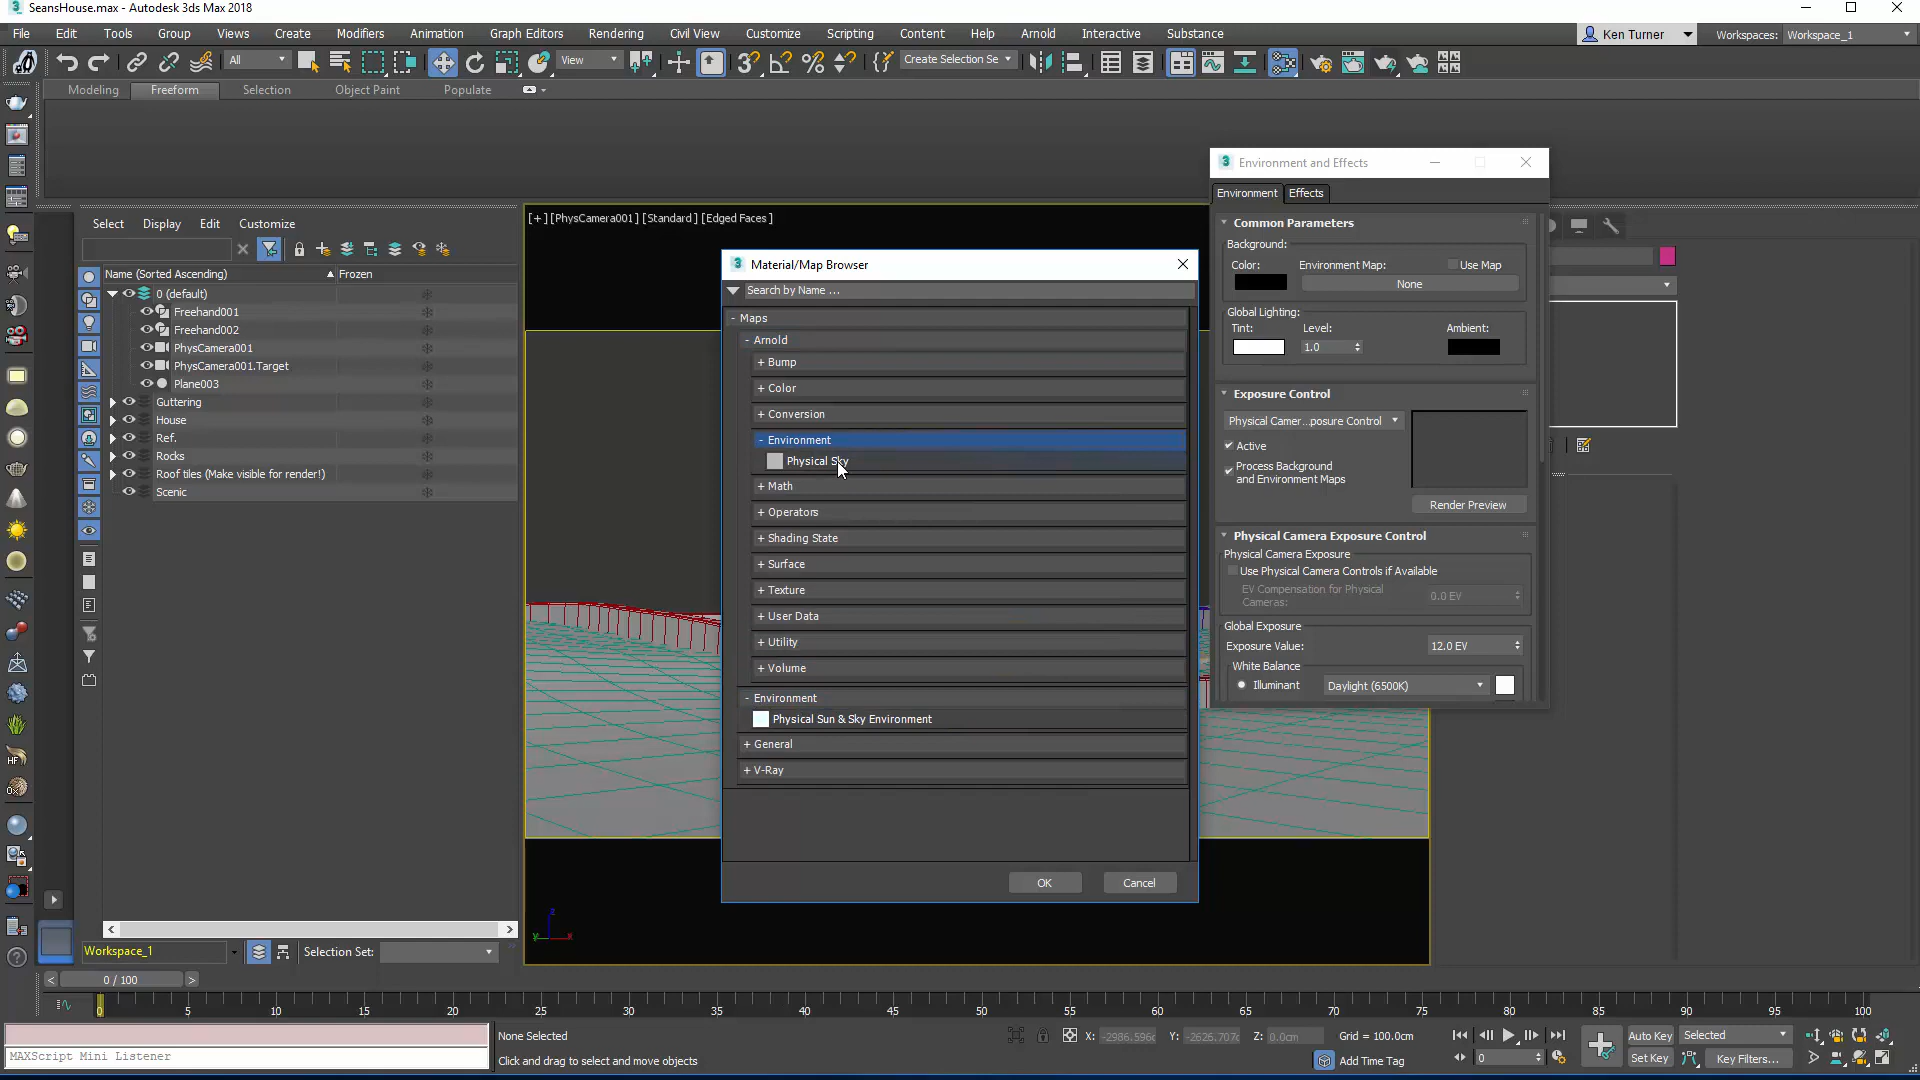 SeansHouse.max - Autodesk 3ds Max 2018
File Edit Tools Group Views Create Modifiers Animation Graph Editors Rendering Civil View Customize Scripting Content Help Arnold Interactive Substance
Ken Turner
Workspaces: Workspace_1
All
View
Create Selection Se
Modeling Freeform Selection Object Paint Populate
Select Display Edit Customize
Name (Sorted Ascending) Frozen
0 (default)
Freehand001
Freehand002
PhysCamera001
PhysCamera001.Target
Plane003
Guttering
House
Ref.
Rocks
Roof tiles (Make visible for render!)
Scenic
[+] [PhysCamera001] [Standard] [Edged Faces]
Material/Map Browser
Search by Name ...
- Maps
- Arnold
+ Bump
+ Color
+ Conversion
- Environment
Physical Sky
+ Math
+ Operators
+ Shading State
+ Surface
+ Texture
+ User Data
+ Utility
+ Volume
- Environment
Physical Sun & Sky Environment
+ General
+ V-Ray
OK Cancel
Environment and Effects
Environment Effects
Common Parameters
Background:
Color: Environment Map: Use Map
None
Global Lighting:
Tint: Level: Ambient:
1.0
Exposure Control
Physical Camer...posure Control
Active
Process Background
and Environment Maps
Render Preview
Physical Camera Exposure Control
Physical Camera Exposure
Use Physical Camera Controls if Available
EV Compensation for Physical
Cameras: 0.0 EV
Global Exposure
Exposure Value: 12.0 EV
White Balance
Illuminant Daylight (6500K)
z
y x
Workspace_1 Selection Set:
< 0 / 100 >
0 5 10 15 20 25 30 35 40 45 50 55 60 65 70 75 80 85 90 95 100
None Selected
X: Y: Z: 0.0cm Grid = 100.0cm
Auto Key Selected
MAXScript Mini Listener
Click and drag to select and move objects
Add Time Tag
0
Set Key Key Filters...